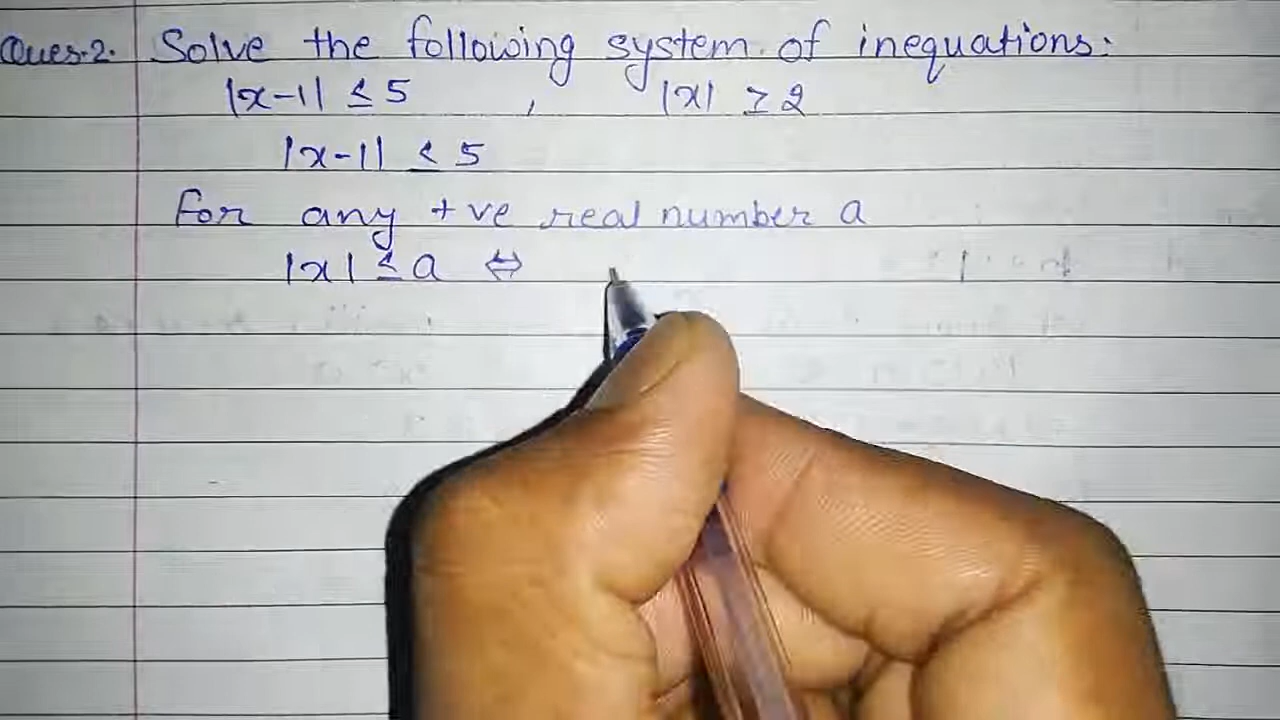 Ques.2. Solve the following system of inequations:
|x-1| ≤ 5 , |x| ≥ 2
|x-1| ≤ 5
For any +ve real number a
|x| ≤ a ⇔